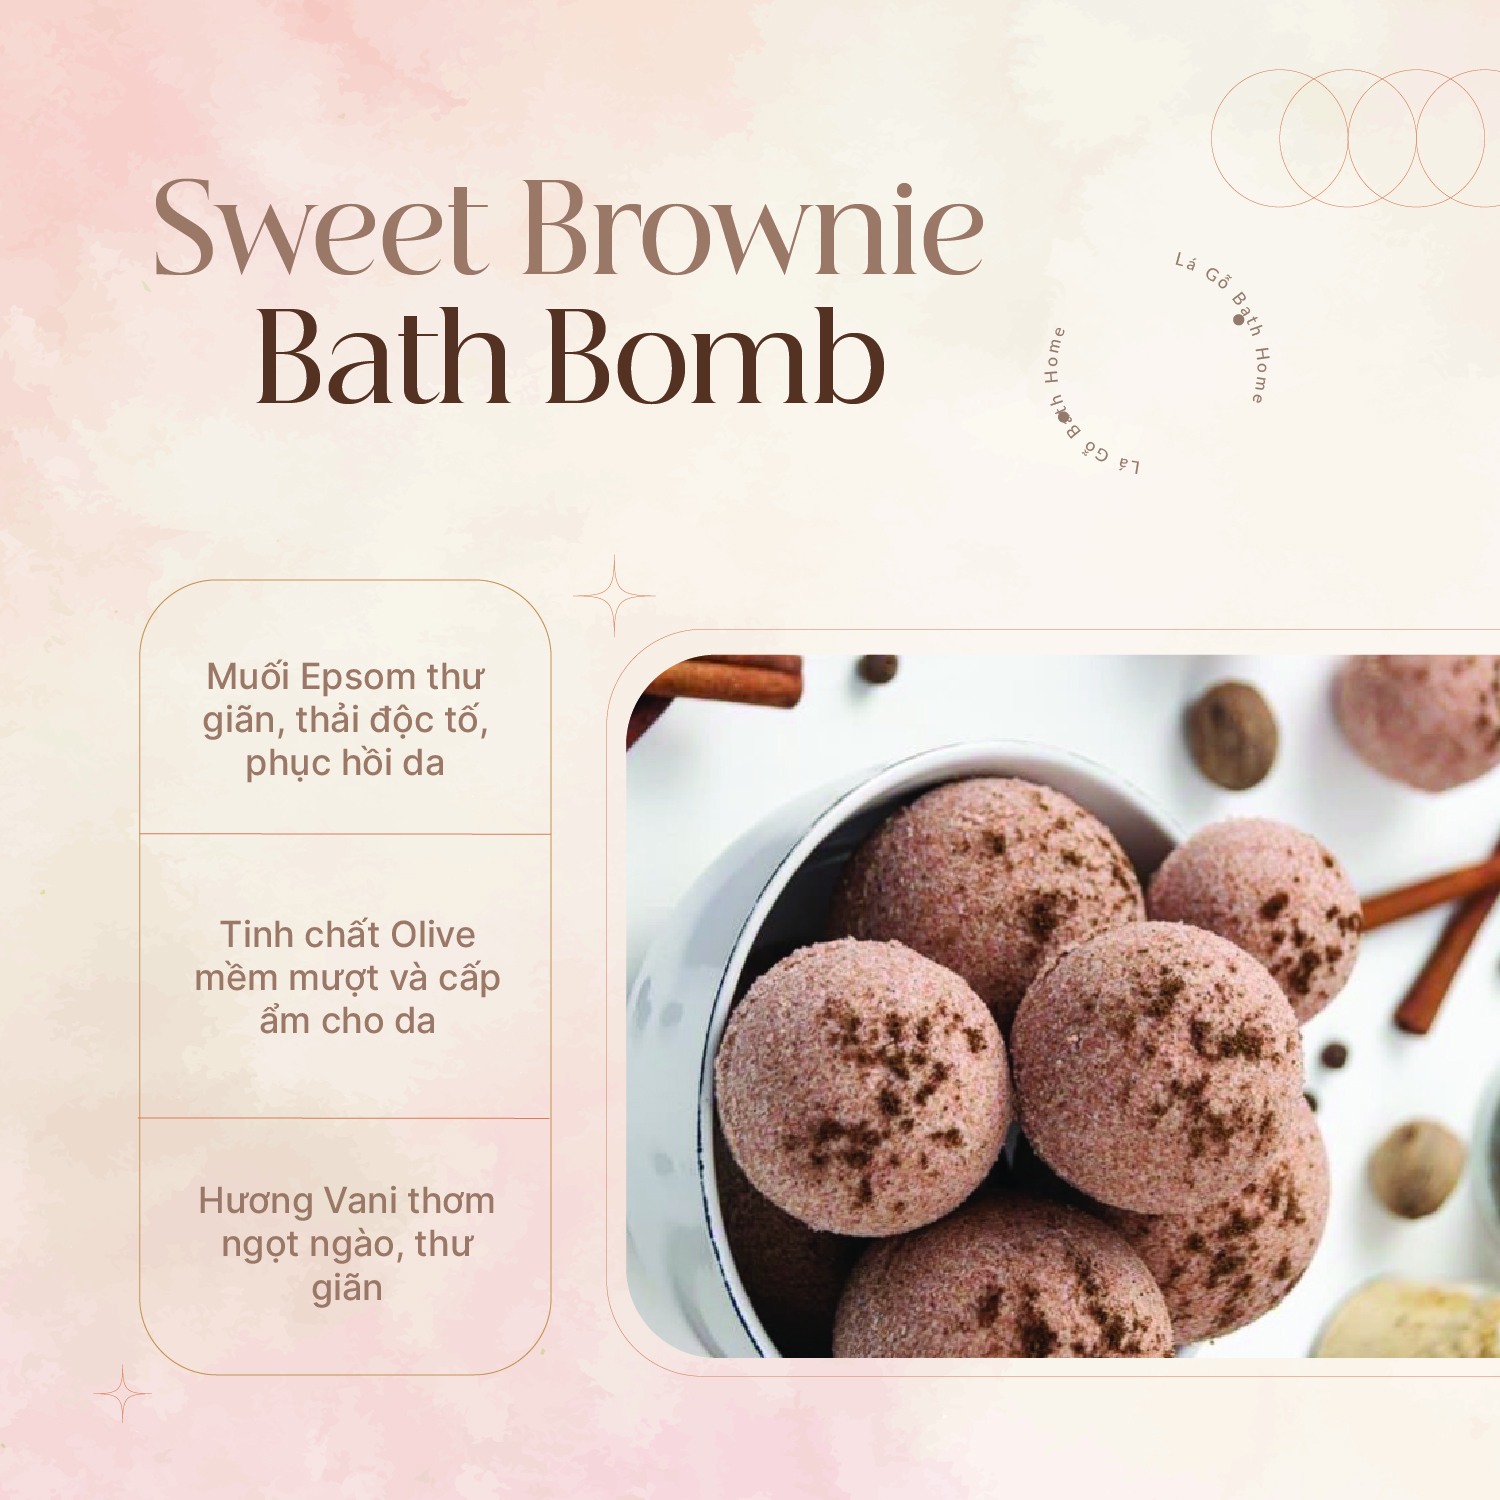 Sweet Brownie
Bath Bomb
Lá Gỗ Bath Home
Lá Gỗ Bath Home
Muối Epsom thư
giãn, thải độc tố,
phục hồi da
Tinh chất Olive
mềm mượt và cấp
ẩm cho da
Hương Vani thơm
ngọt ngào, thư
giãn